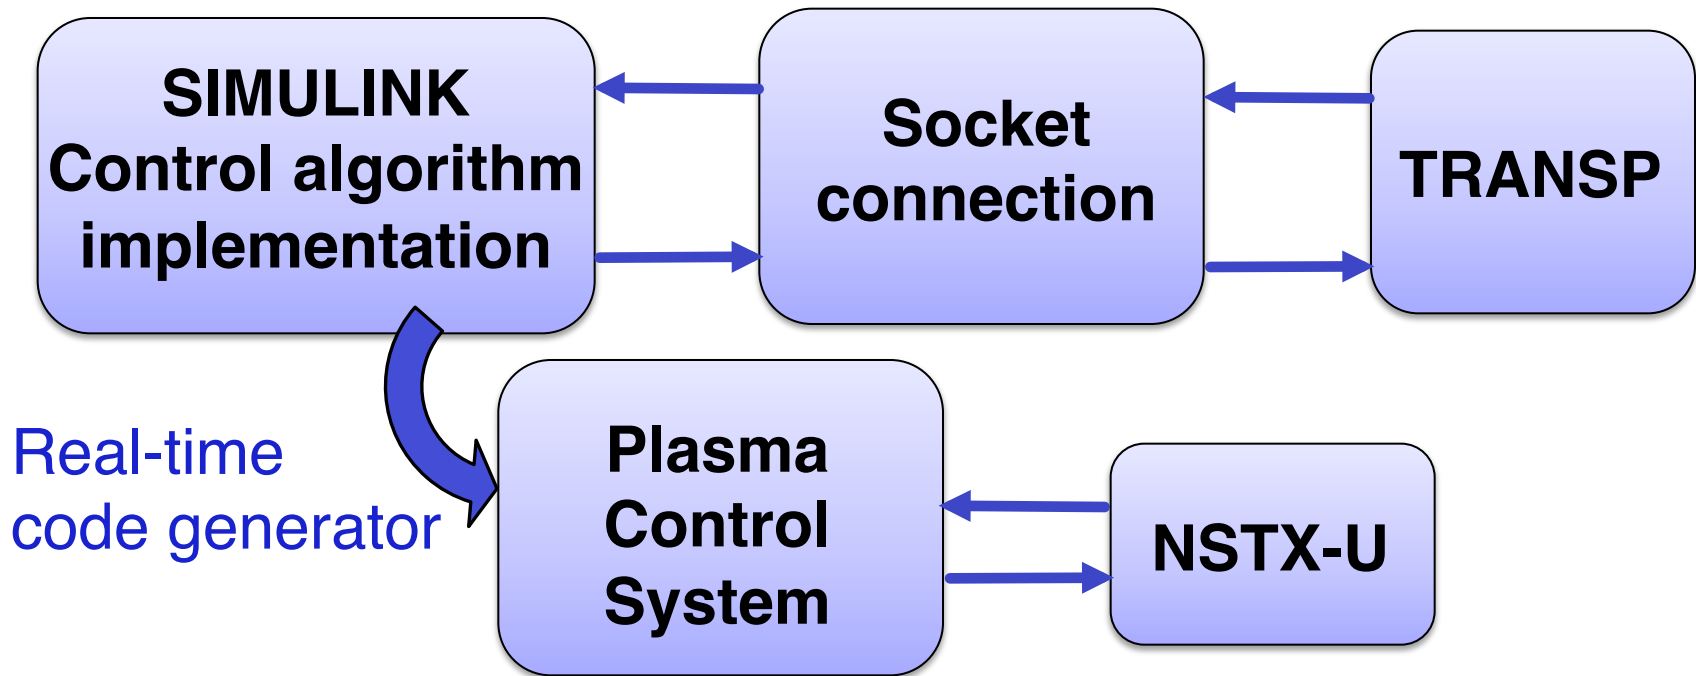 SIMULINK
Control algorithm
implementation
Socket
connection
TRANSP
Real-time
code generator
Plasma
Control
System
NSTX-U